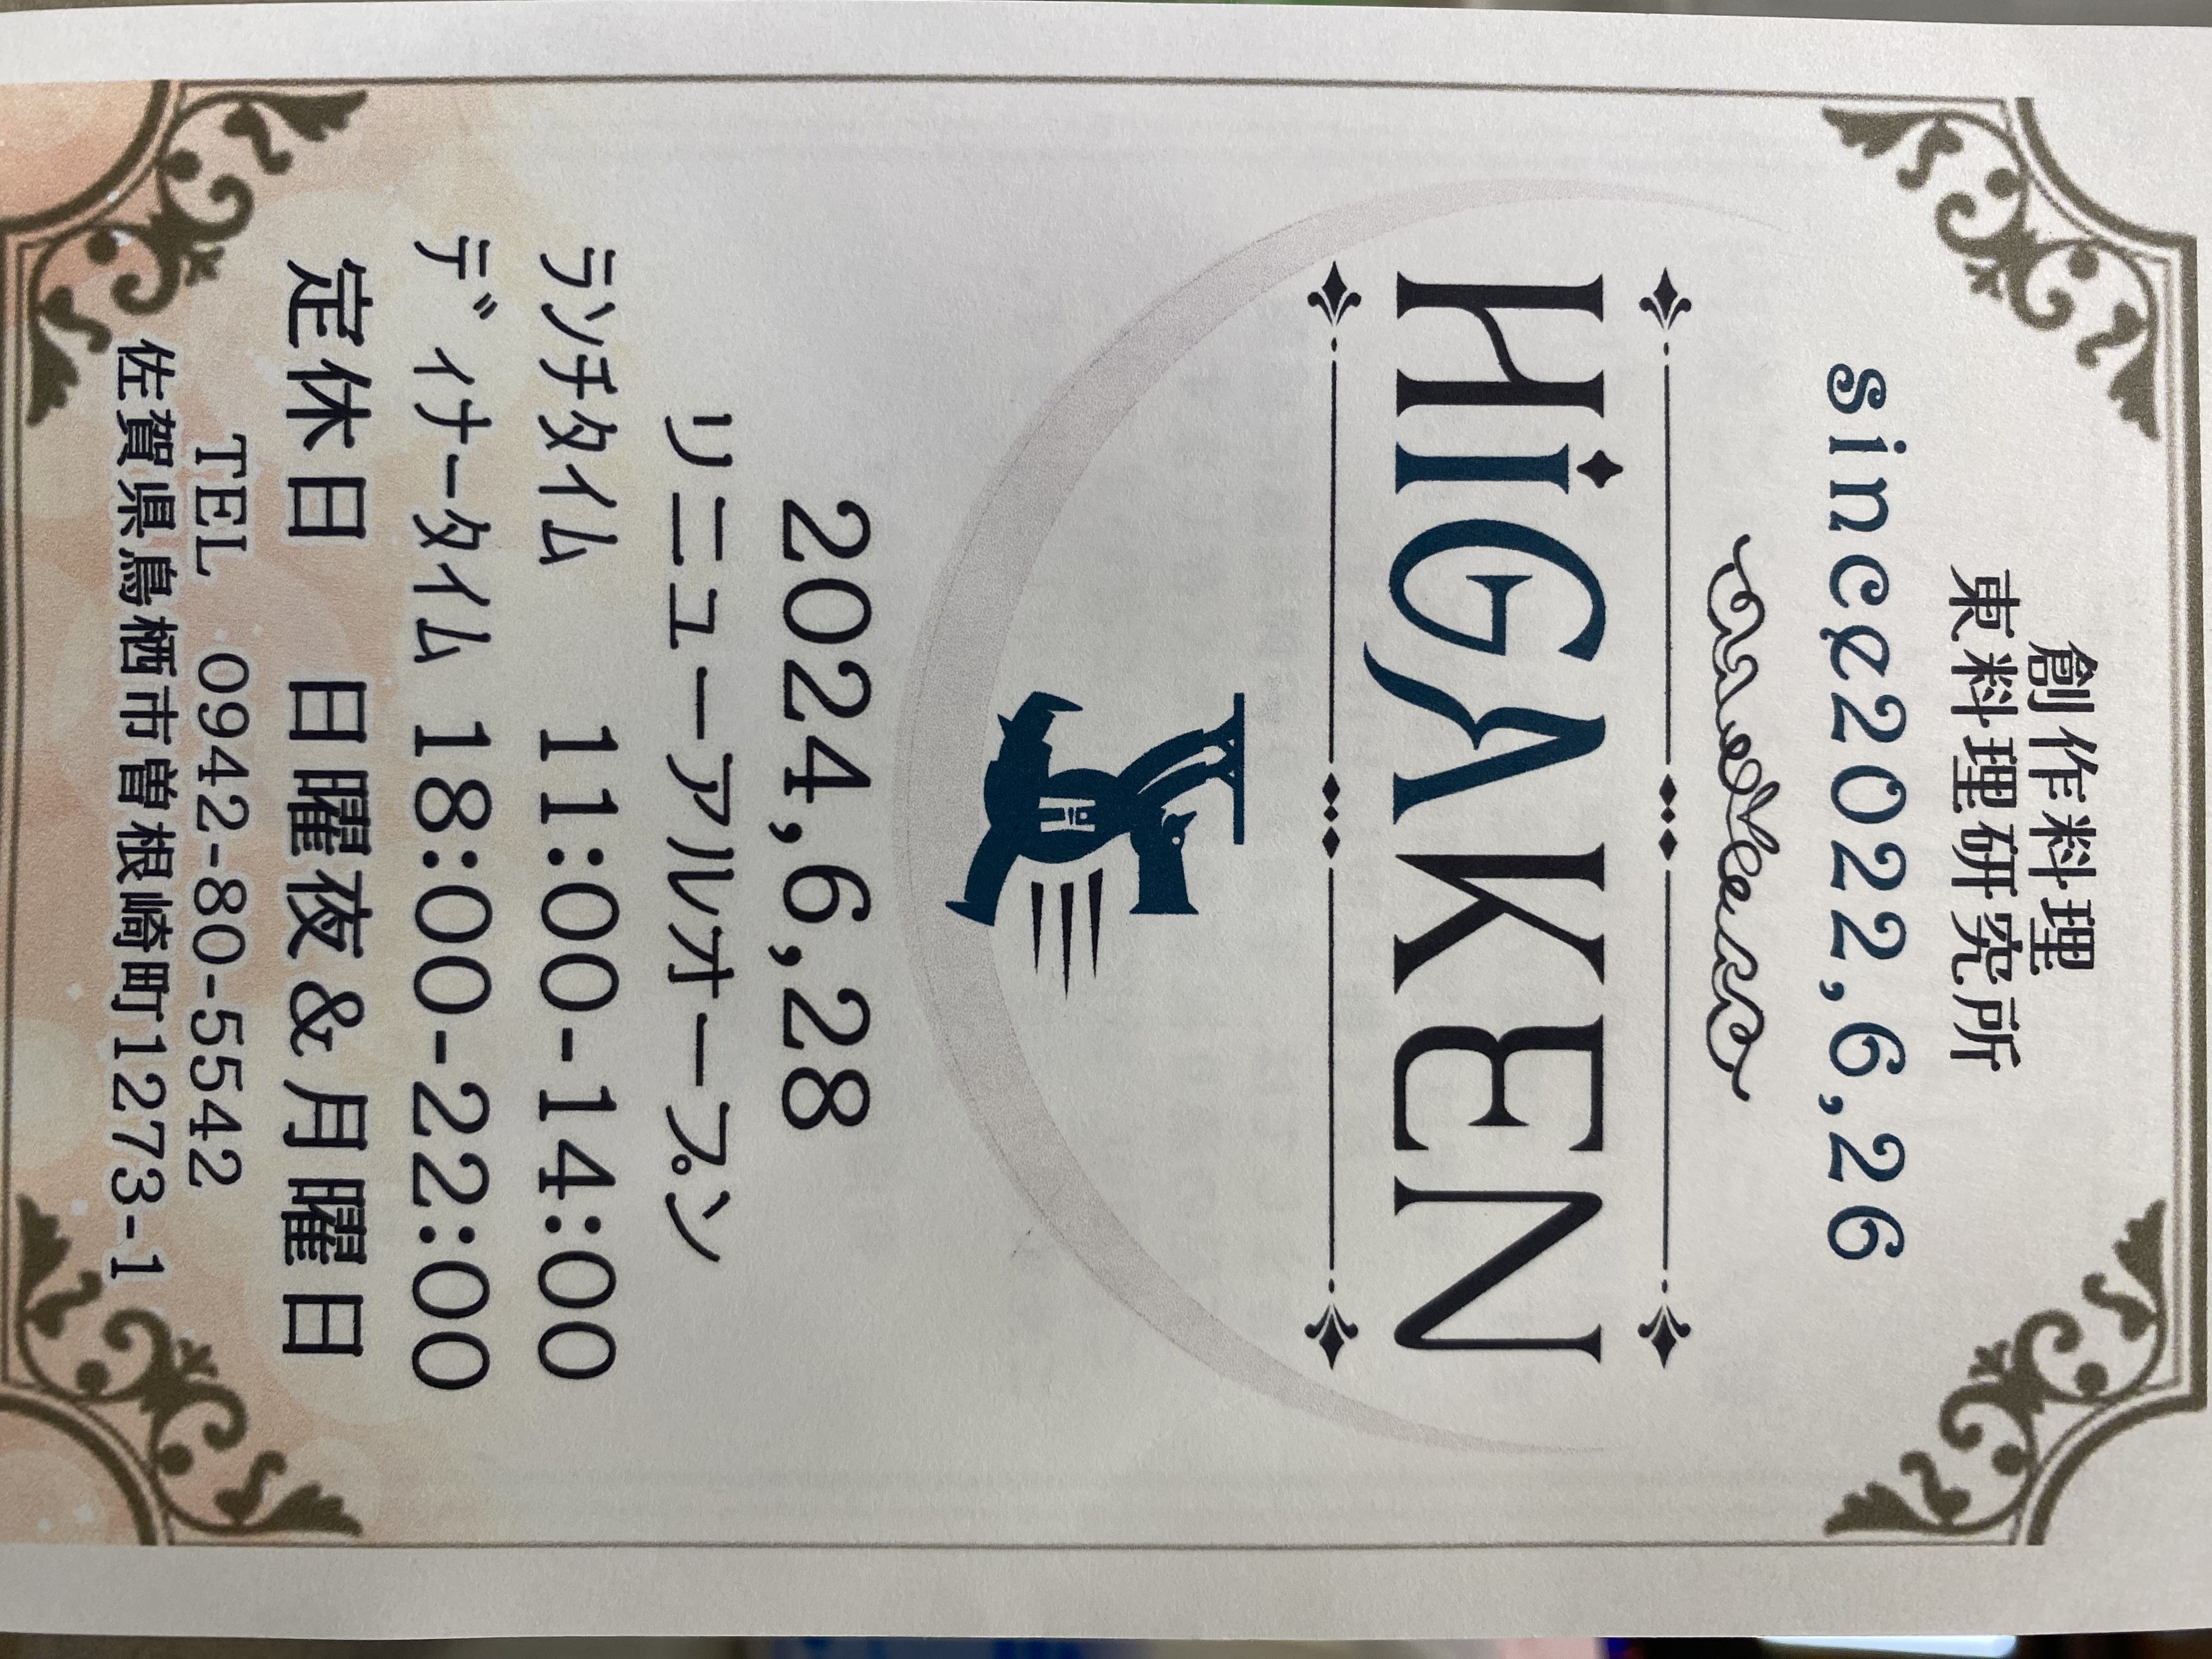 創作料理
東料理研究所
since2022,6,26
HiGAKEN
H
2024,6,28
リニューアルオープン
ランチタイム 11:00-14:00
ディナータイム 18:00-22:00
定休日 日曜夜&月曜日
TEL 0942-80-5542
佐賀県鳥栖市曽根崎町1273-1